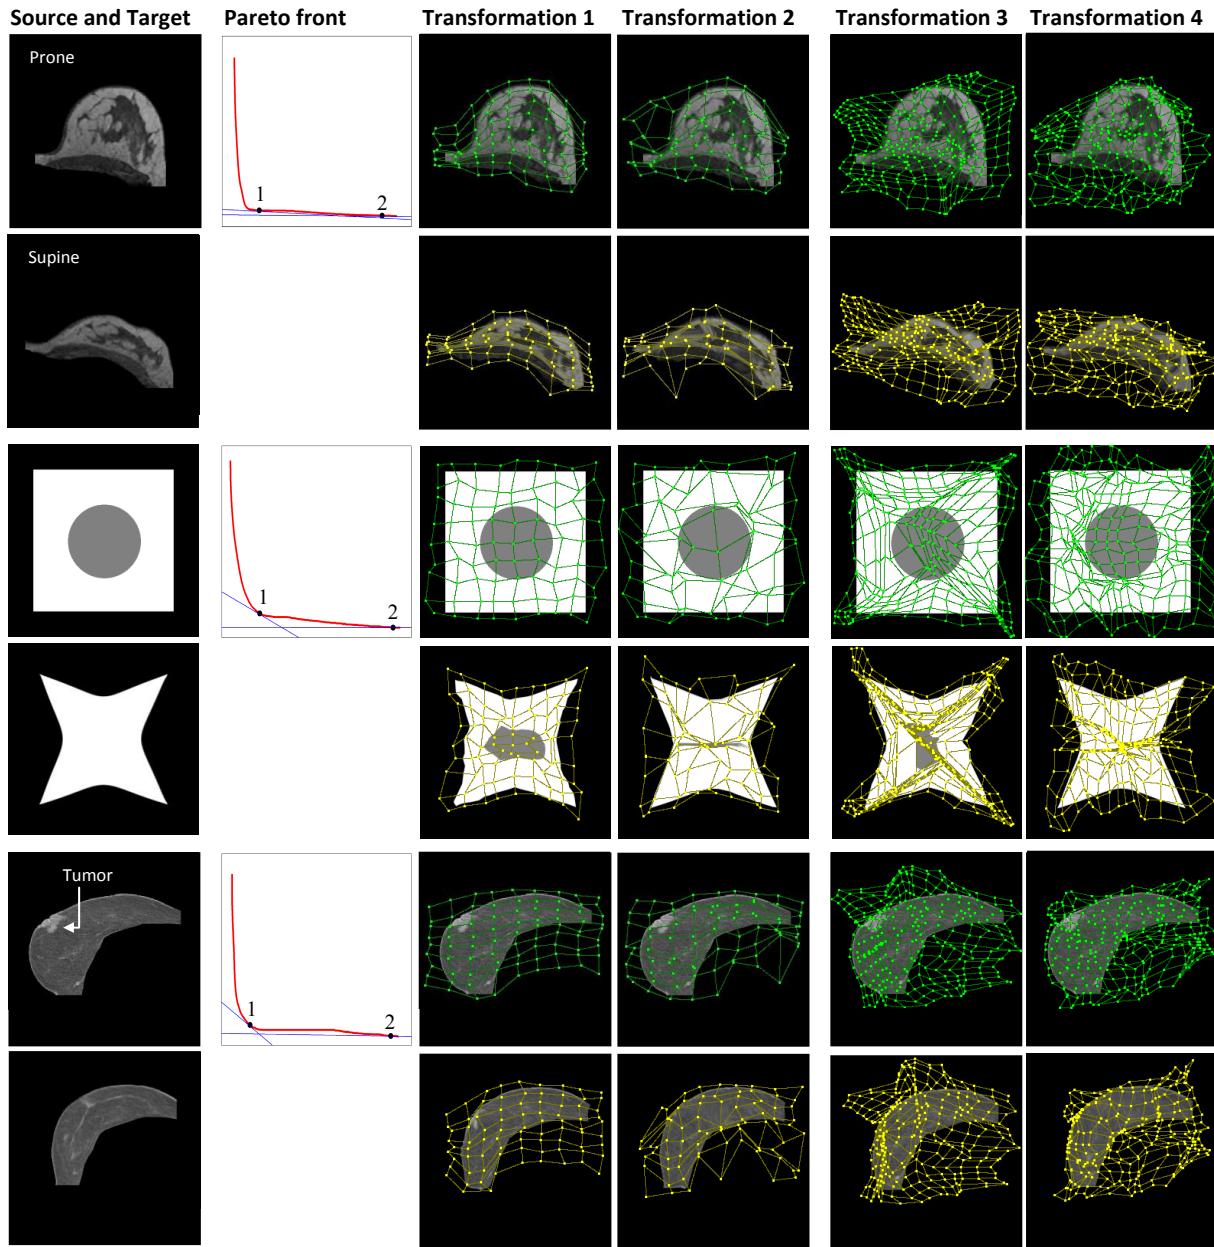 Source and Target Pareto front Transformation 1 Transformation 2 Transformation 3 Transformation 4
Prone
1
2
Supine
1
2
Tumor
1
2